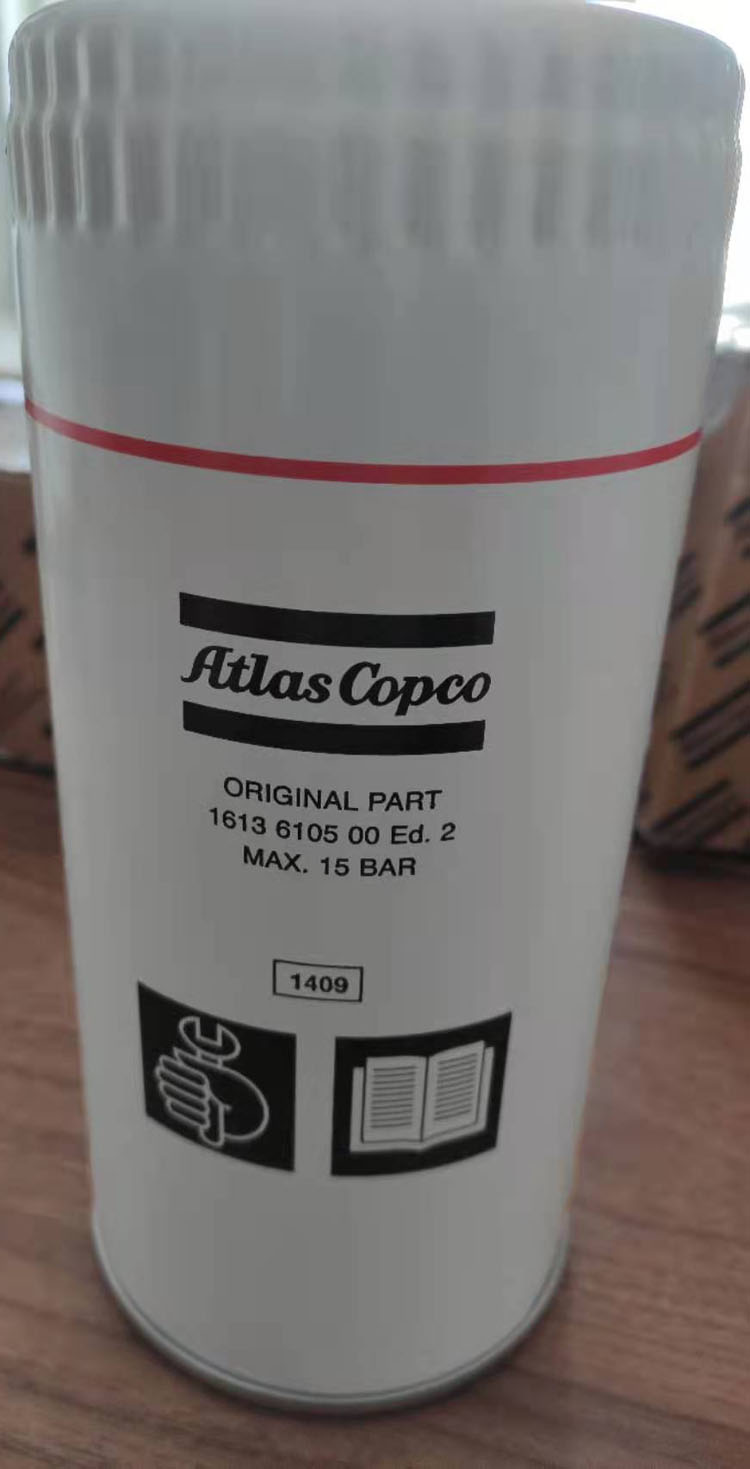 Atlas Copco
ORIGINAL PART
1613 6105 00 Ed. 2
MAX. 15 BAR
1409